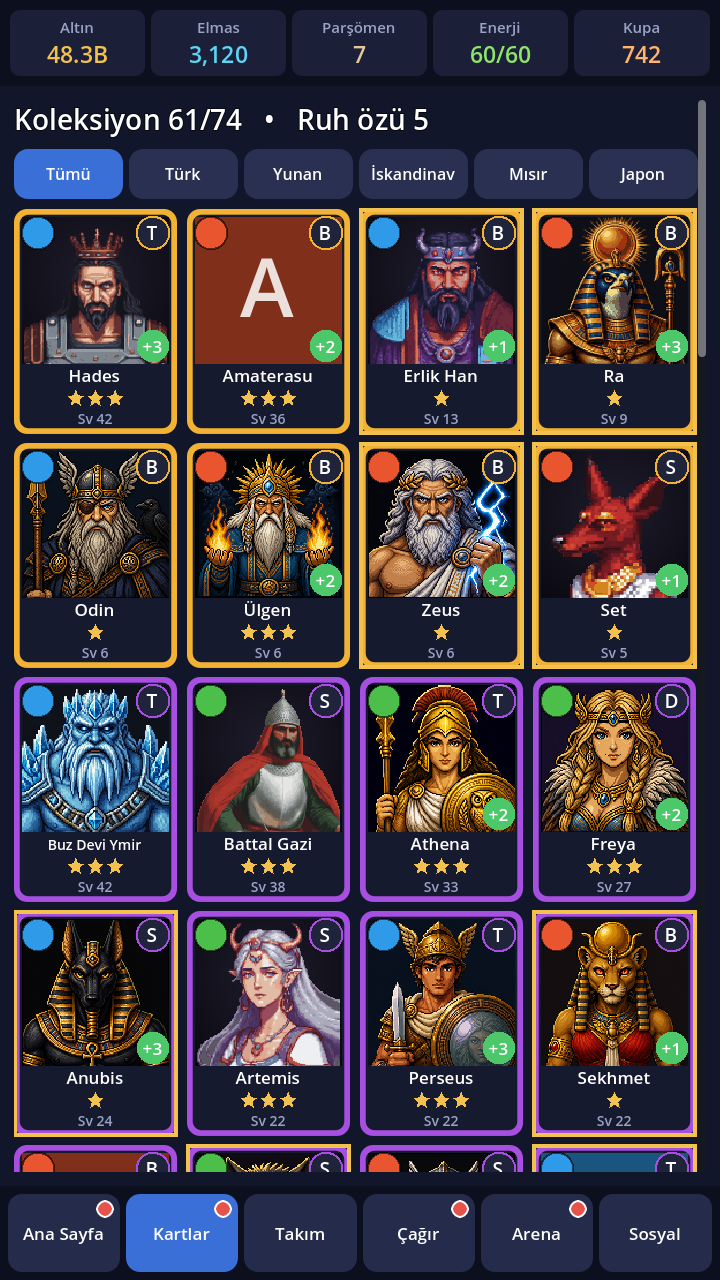 Altın Elmas Parşömen Enerji Kupa
48.3B 3,120 7 60/60 742
Koleksiyon 61/74 • Ruh özü 5
Tümü Türk Yunan İskandinav Mısır Japon
T B B B
A
+3 +2 +1 +3
Hades Amaterasu Erlik Han Ra
Sv 42 Sv 36 Sv 13 Sv 9
B B B S
+2 +2 +1
Odin Ülgen Zeus Set
Sv 6 Sv 6 Sv 6 Sv 5
T S T D
+2 +2
Buz Devi Ymir Battal Gazi Athena Freya
Sv 42 Sv 38 Sv 33 Sv 27
S S T B
+3 +3 +1
Anubis Artemis Perseus Sekhmet
Sv 24 Sv 22 Sv 22 Sv 22
B S S T
Ana Sayfa Kartlar Takım Çağır Arena Sosyal